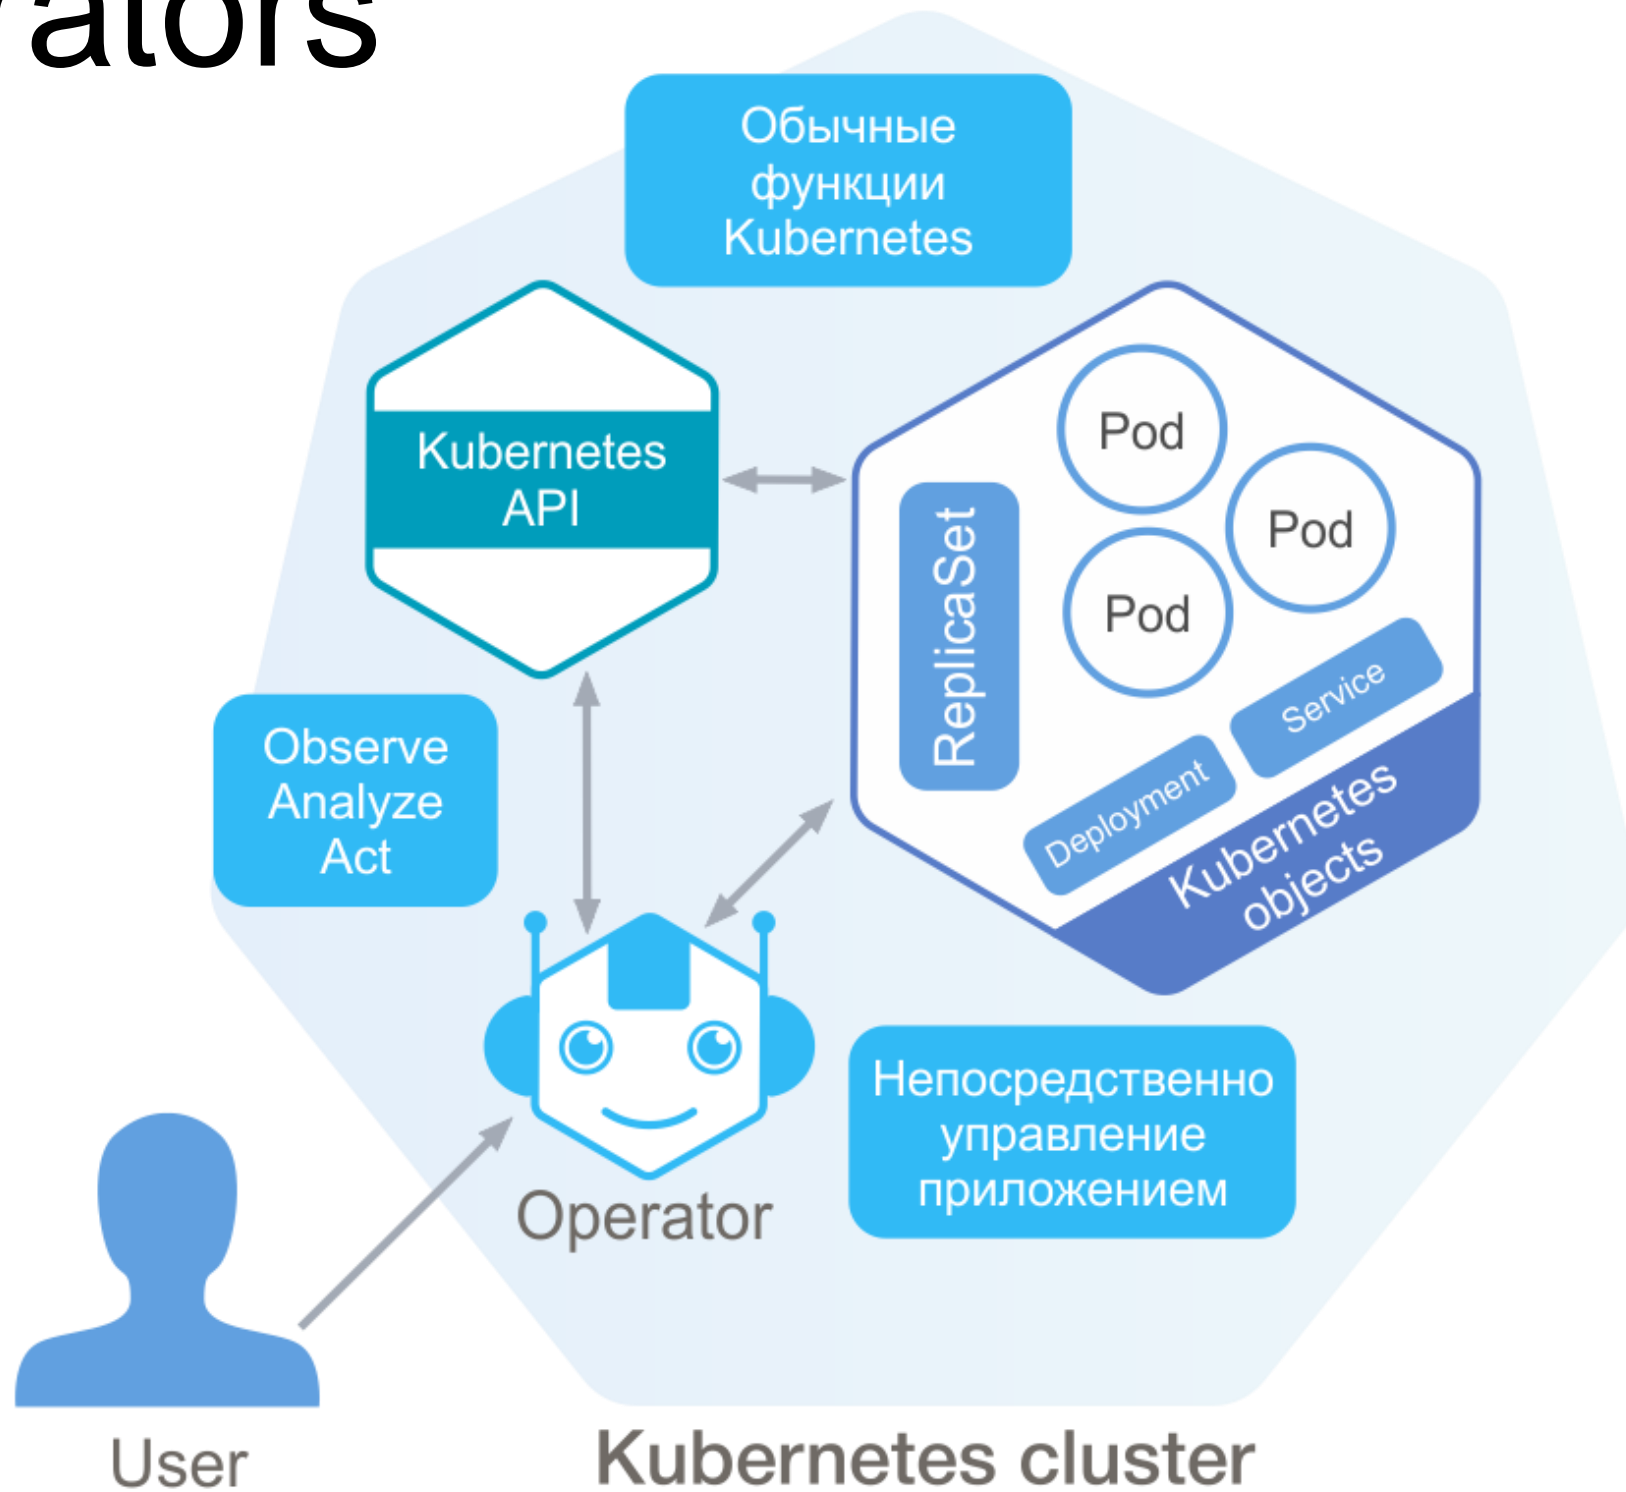 rators
Обычные
функции
Kubernetes
Kubernetes
API
Pod
Pod
Pod
ReplicaSet
Service
Deployment
Kubernetes
objects
Observe
Analyze
Act
Непосредственно
управление
приложением
Operator
User
Kubernetes cluster